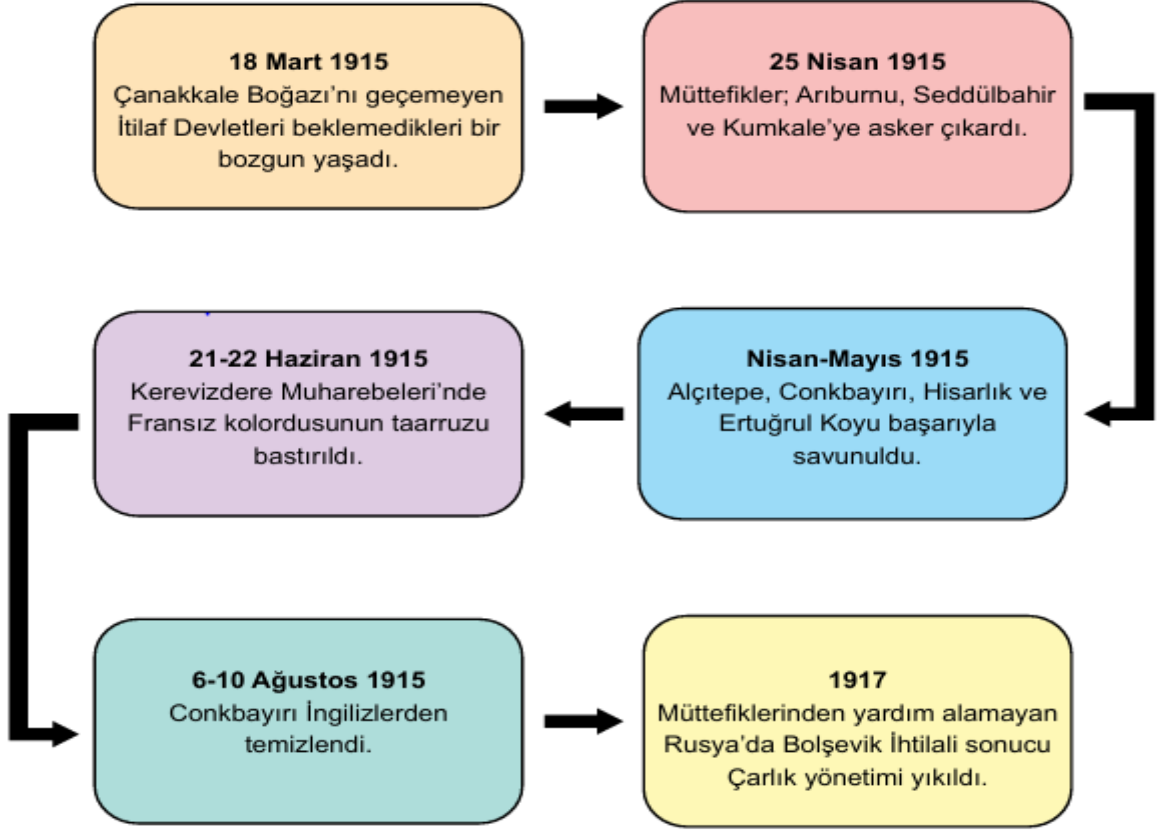 18 Mart 1915
Çanakkale Boğazı’nı geçemeyen
İtilaf Devletleri beklemedikleri bir
bozgun yaşadı.
25 Nisan 1915
Müttefikler; Arıburnu, Seddülbahir
ve Kumkale’ye asker çıkardı.
Nisan-Mayıs 1915
Alçıtepe, Conkbayırı, Hisarlık ve
Ertuğrul Koyu başarıyla
savunuldu.
21-22 Haziran 1915
Kerevizdere Muharebeleri’nde
Fransız kolordusunun taarruzu
bastırıldı.
6-10 Ağustos 1915
Conkbayırı İngilizlerden
temizlendi.
1917
Müttefiklerinden yardım alamayan
Rusya’da Bolşevik İhtilali sonucu
Çarlık yönetimi yıkıldı.